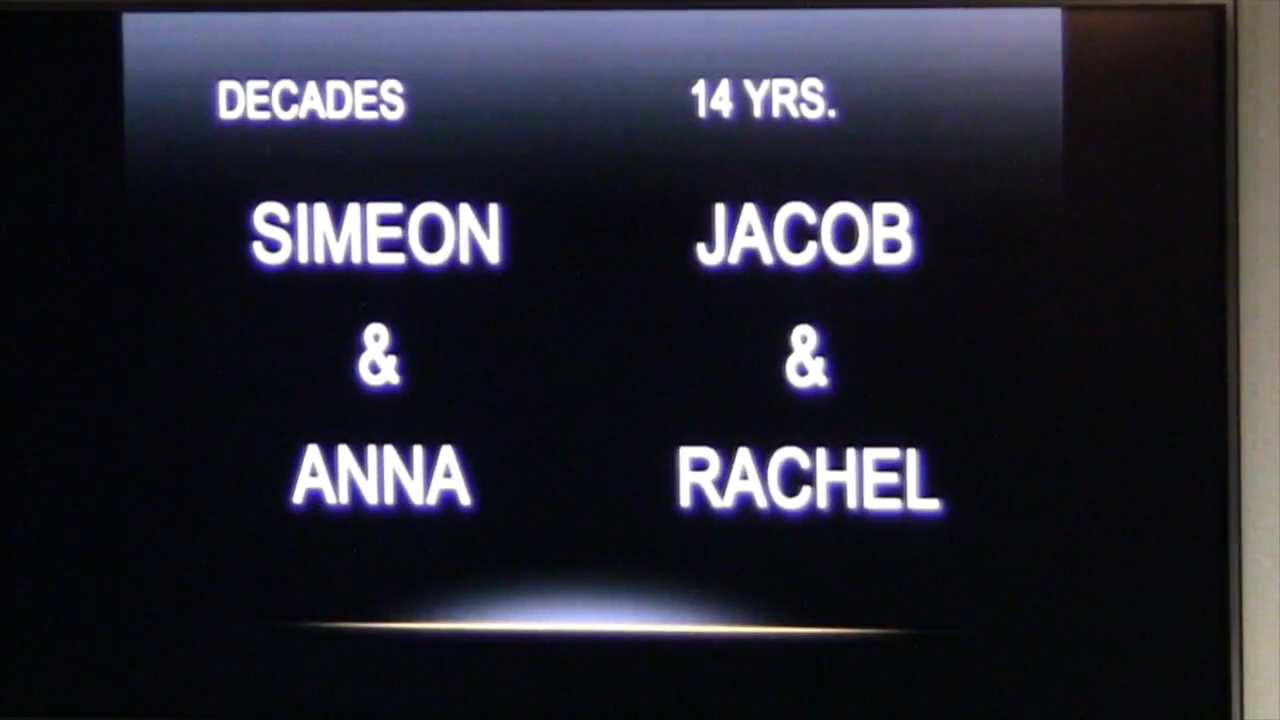 DECADES
SIMEON
&
ANNA
14 YRS.
JACOB
&
RACHEL